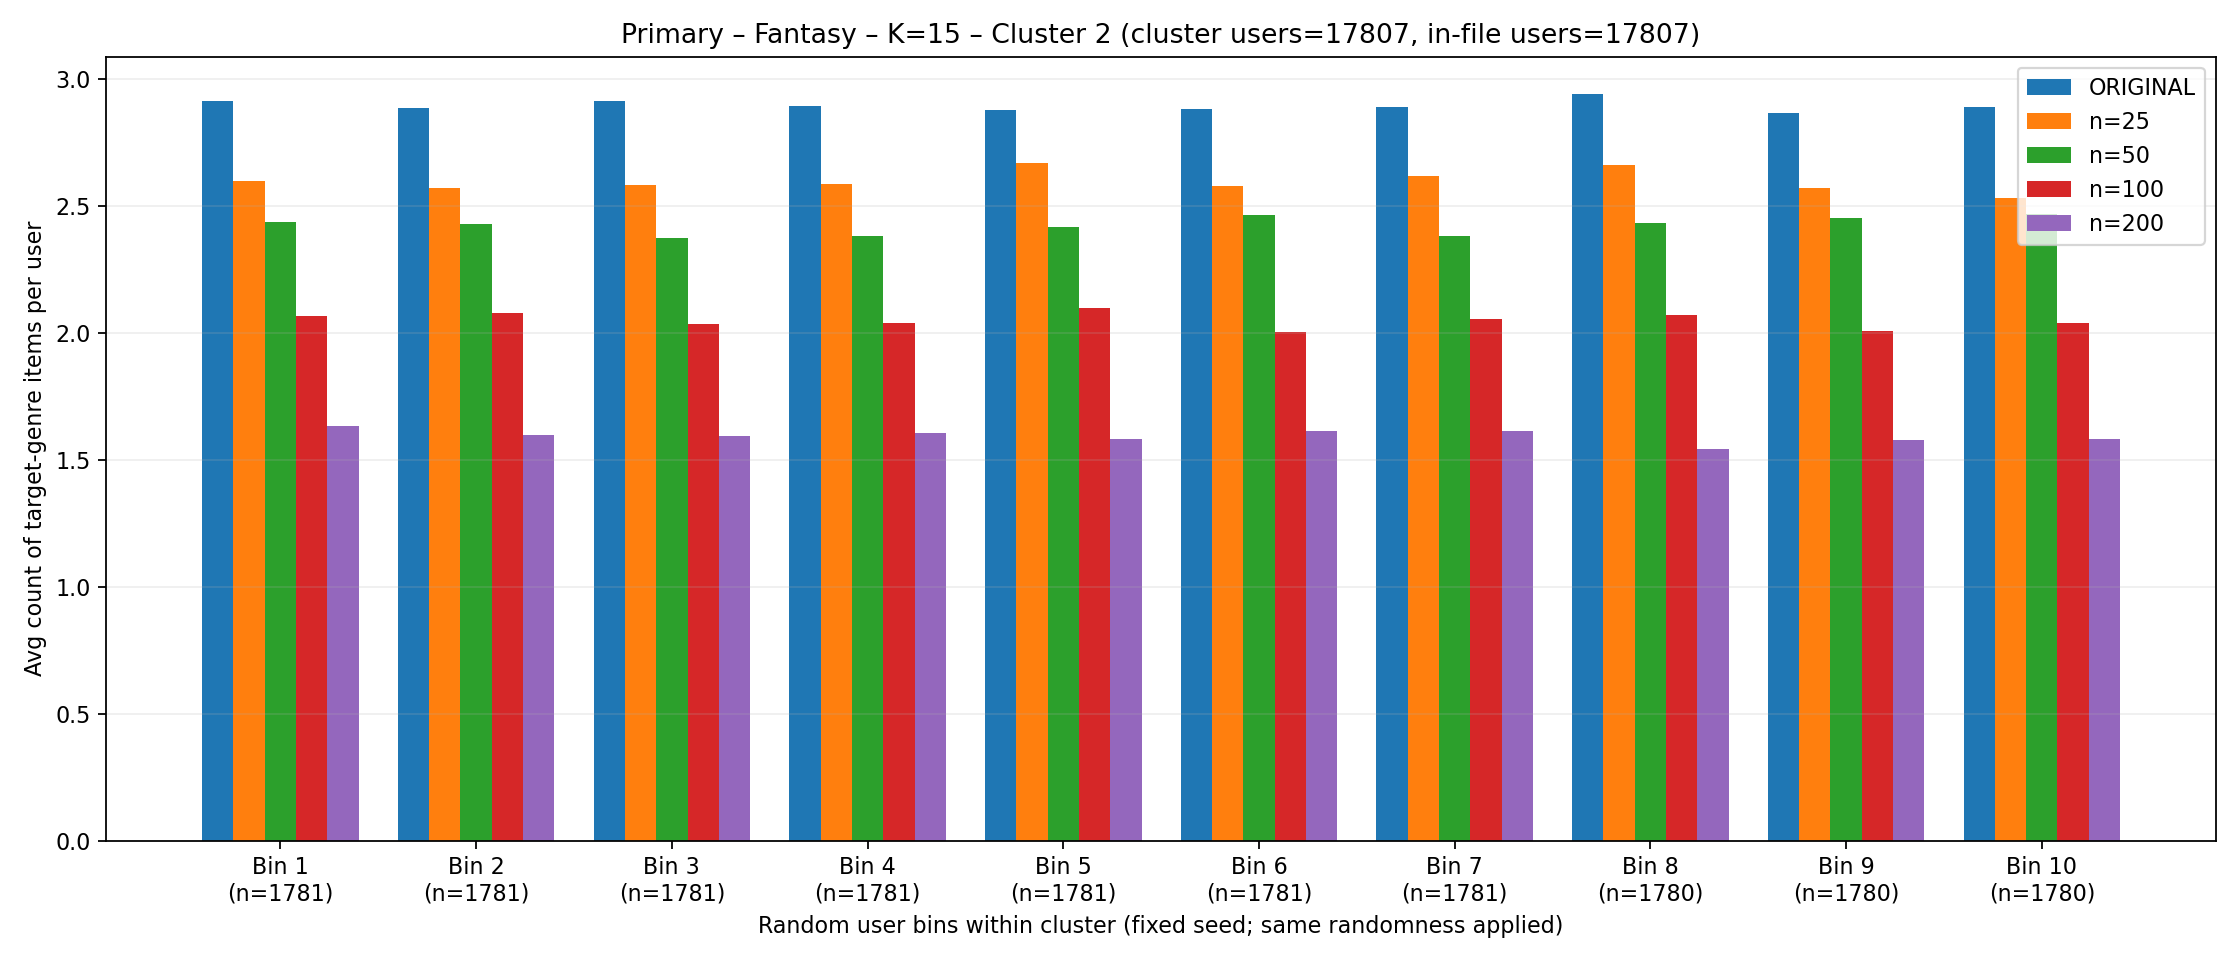 Primary – Fantasy – K=15 – Cluster 2 (cluster users=17807, in-file users=17807)
ORIGINAL
n=25
n=50
n=100
n=200
Avg count of target-genre items per user
3.0
2.5
2.0
1.5
1.0
0.5
0.0
Bin 1 Bin 2 Bin 3 Bin 4 Bin 5 Bin 6 Bin 7 Bin 8 Bin 9 Bin 10
(n=1781) (n=1781) (n=1781) (n=1781) (n=1781) (n=1781) (n=1781) (n=1780) (n=1780) (n=1780)
Random user bins within cluster (fixed seed; same randomness applied)